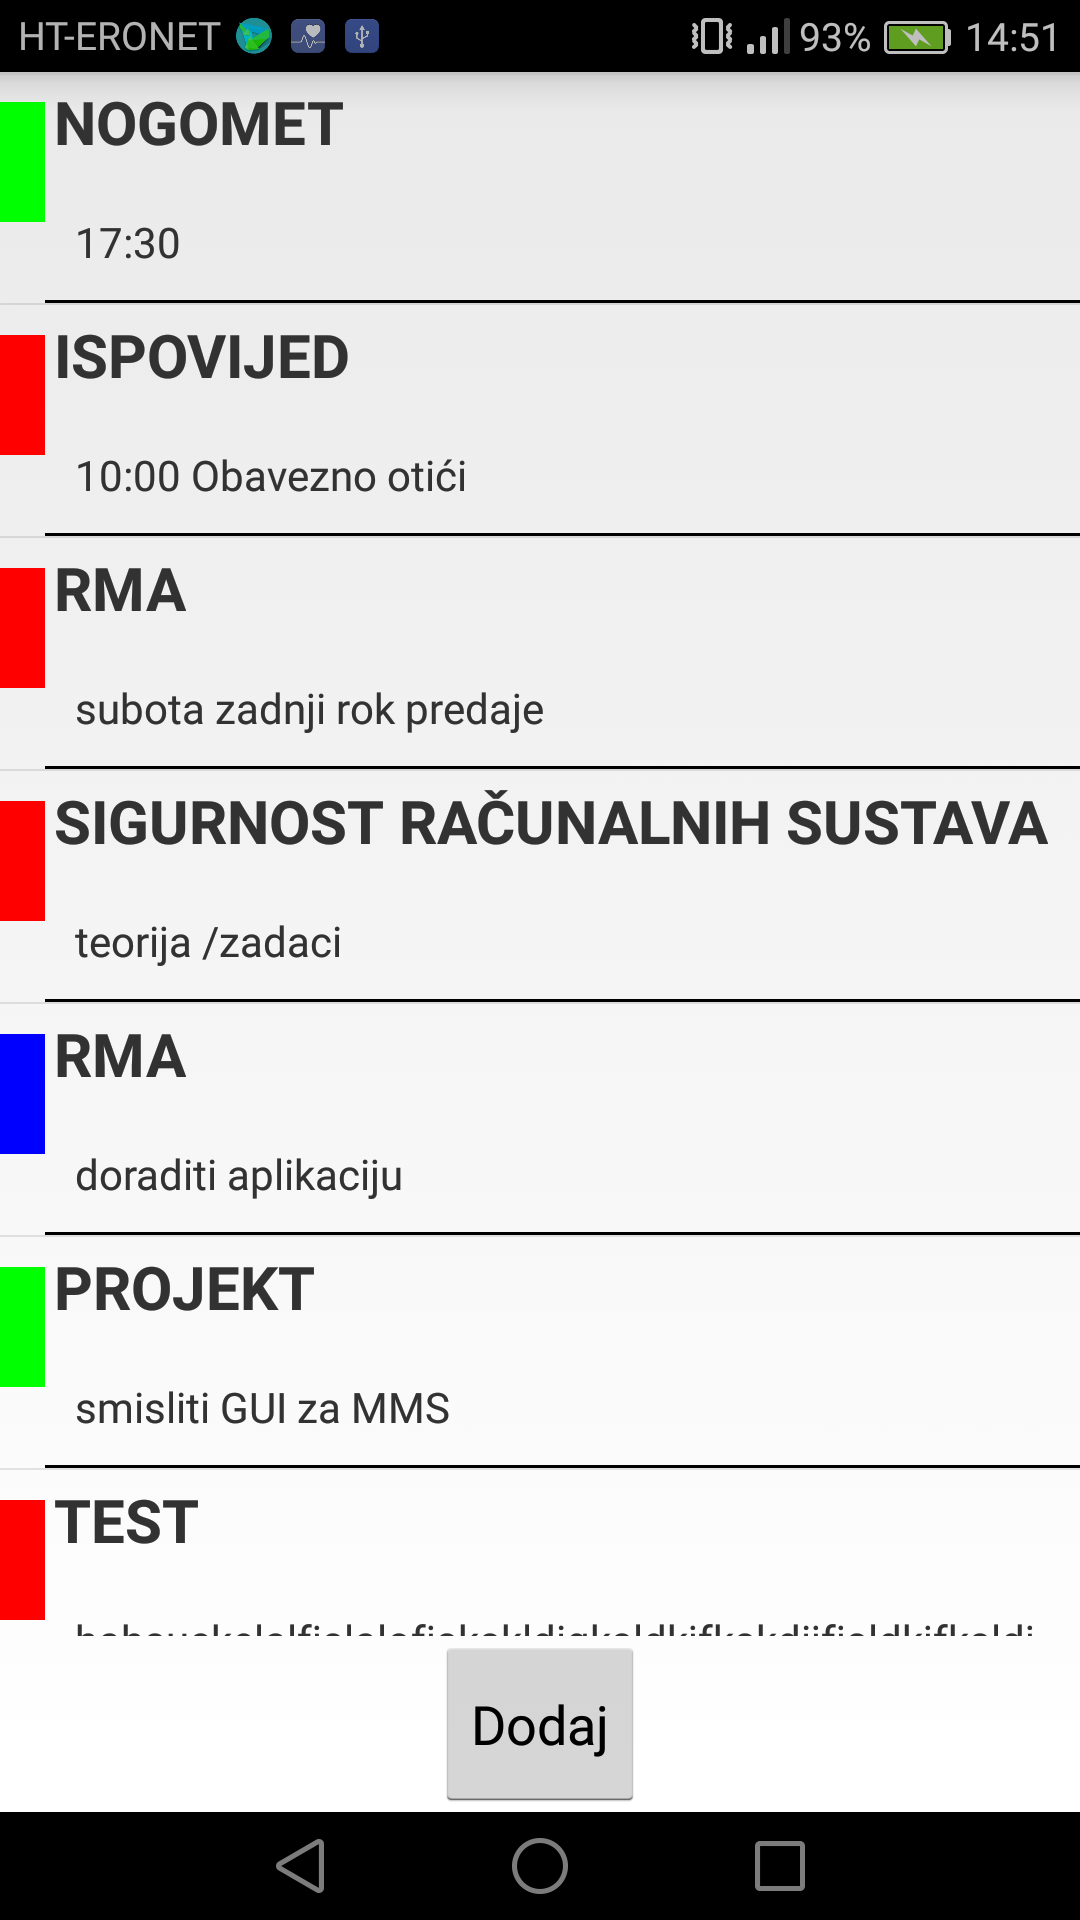 HT-ERONET 93% 14:51
NOGOMET
17:30
ISPOVIJED
10:00 Obavezno otići
RMA
subota zadnji rok predaje
SIGURNOST RAČUNALNIH SUSTAVA
teorija /zadaci
RMA
doraditi aplikaciju
PROJEKT
smisliti GUI za MMS
TEST
Dodaj